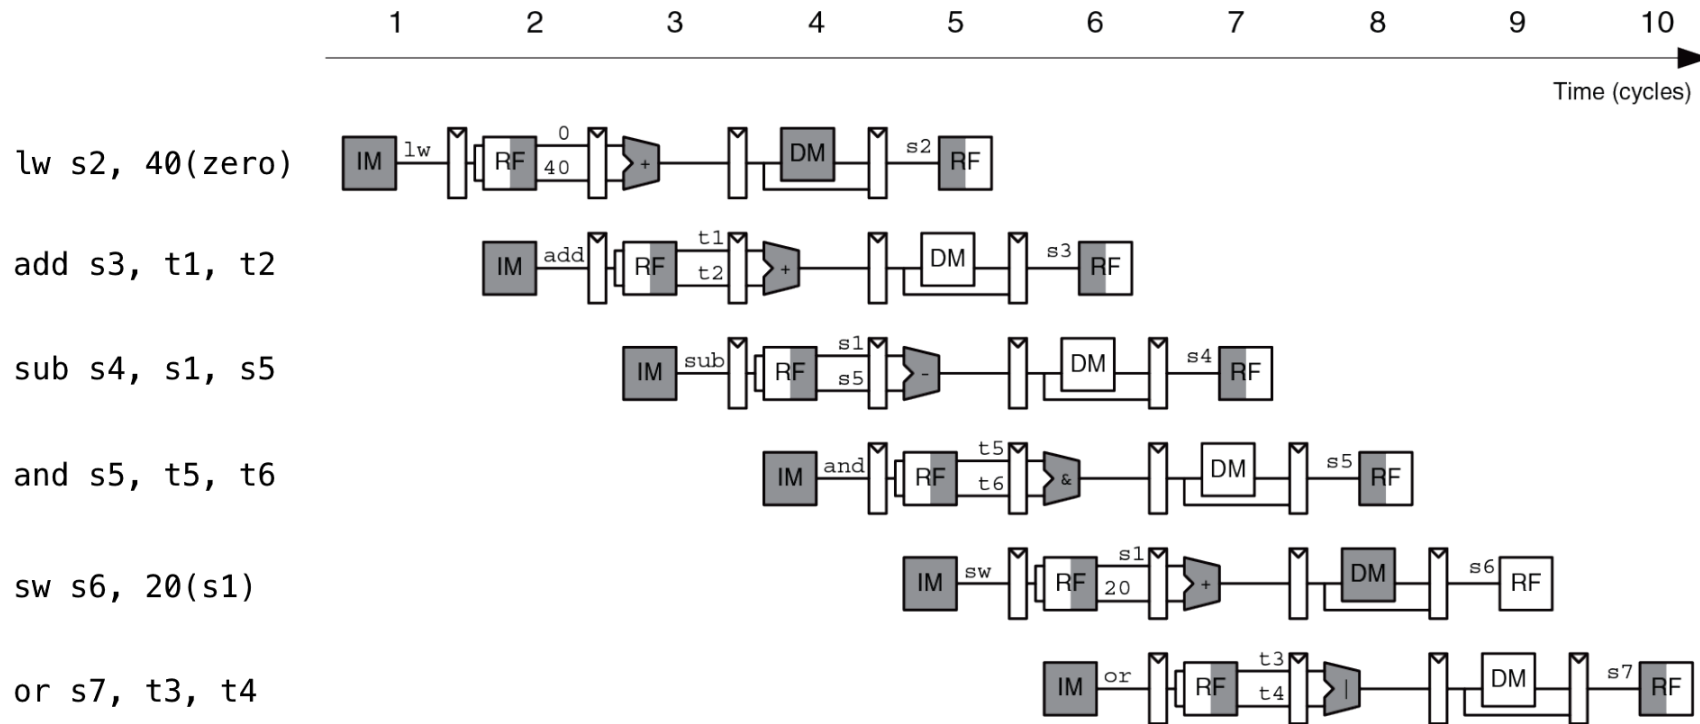 1 2 3 4 5 6 7 8 9 10
Time (cycles)
lw s2, 40(zero) IM lw RF 0 40 + DM s2 RF
add s3, t1, t2 IM add RF t1 t2 + DM s3 RF
sub s4, s1, s5 IM sub RF s1 s5 - DM s4 RF
and s5, t5, t6 IM and RF t5 t6 & DM s5 RF
sw s6, 20(s1) IM sw RF s1 20 + DM s6 RF
or s7, t3, t4 IM or RF t3 t4 | DM s7 RF